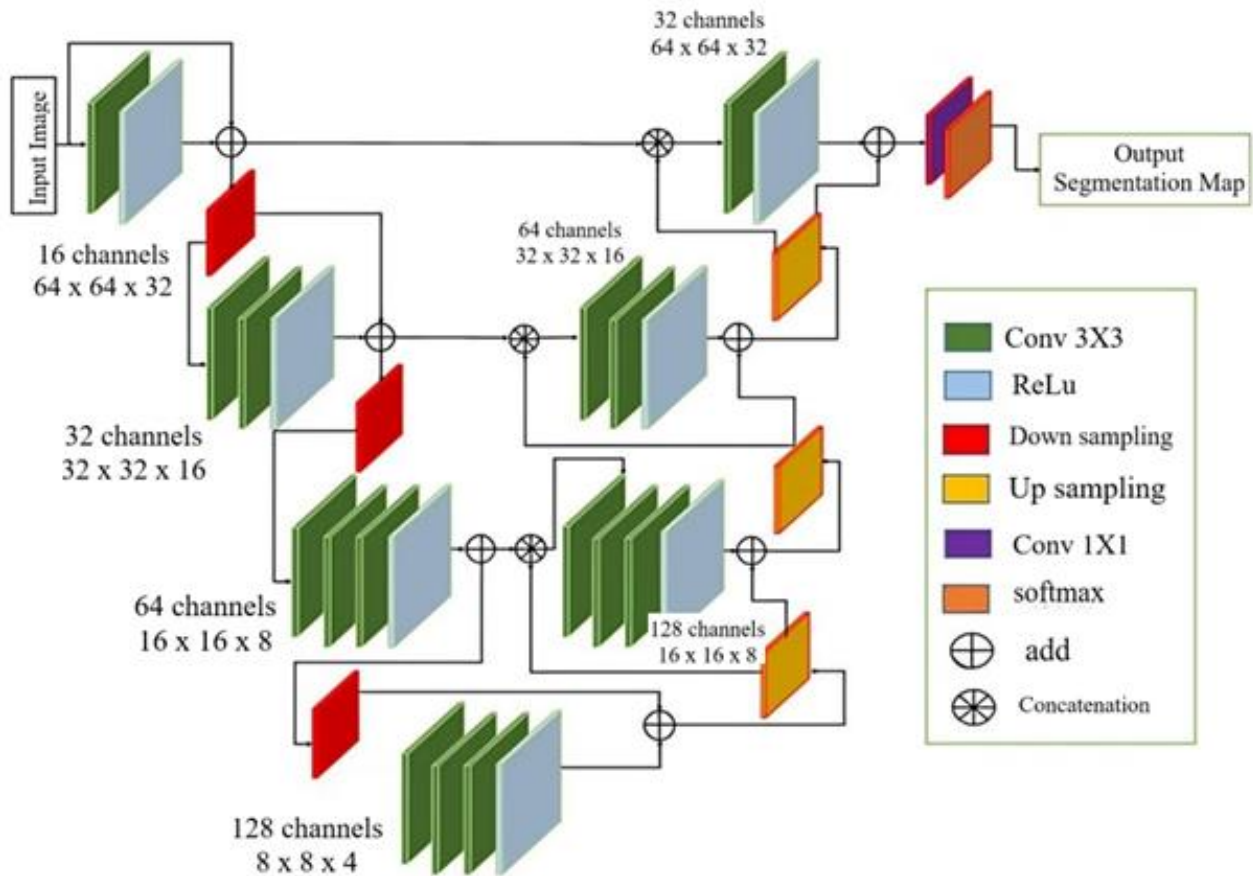 Input Image
32 channels
64 x 64 x 32
Output
Segmentation Map
16 channels
64 x 64 x 32
64 channels
32 x 32 x 16
32 channels
32 x 32 x 16
64 channels
16 x 16 x 8
128 channels
16 x 16 x 8
128 channels
8 x 8 x 4
Conv 3X3
ReLu
Down sampling
Up sampling
Conv 1X1
softmax
add
Concatenation